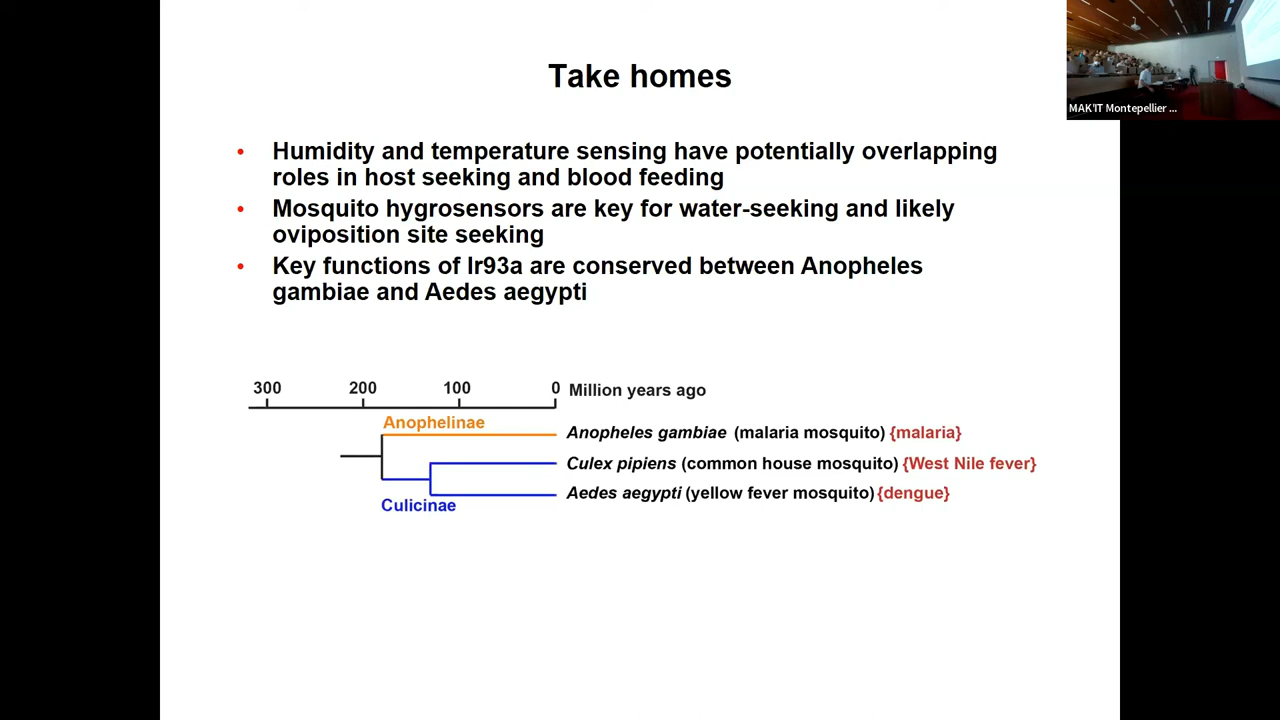 Take homes
MAK'IT Montepellier ...
• Humidity and temperature sensing have potentially overlapping
roles in host seeking and blood feeding
• Mosquito hygrosensors are key for water-seeking and likely
oviposition site seeking
• Key functions of Ir93a are conserved between Anopheles
gambiae and Aedes aegypti
300 200 100 0 Million years ago
Anophelinae
Anopheles gambiae (malaria mosquito) {malaria}
Culex pipiens (common house mosquito) {West Nile fever}
Aedes aegypti (yellow fever mosquito) {dengue}
Culicinae